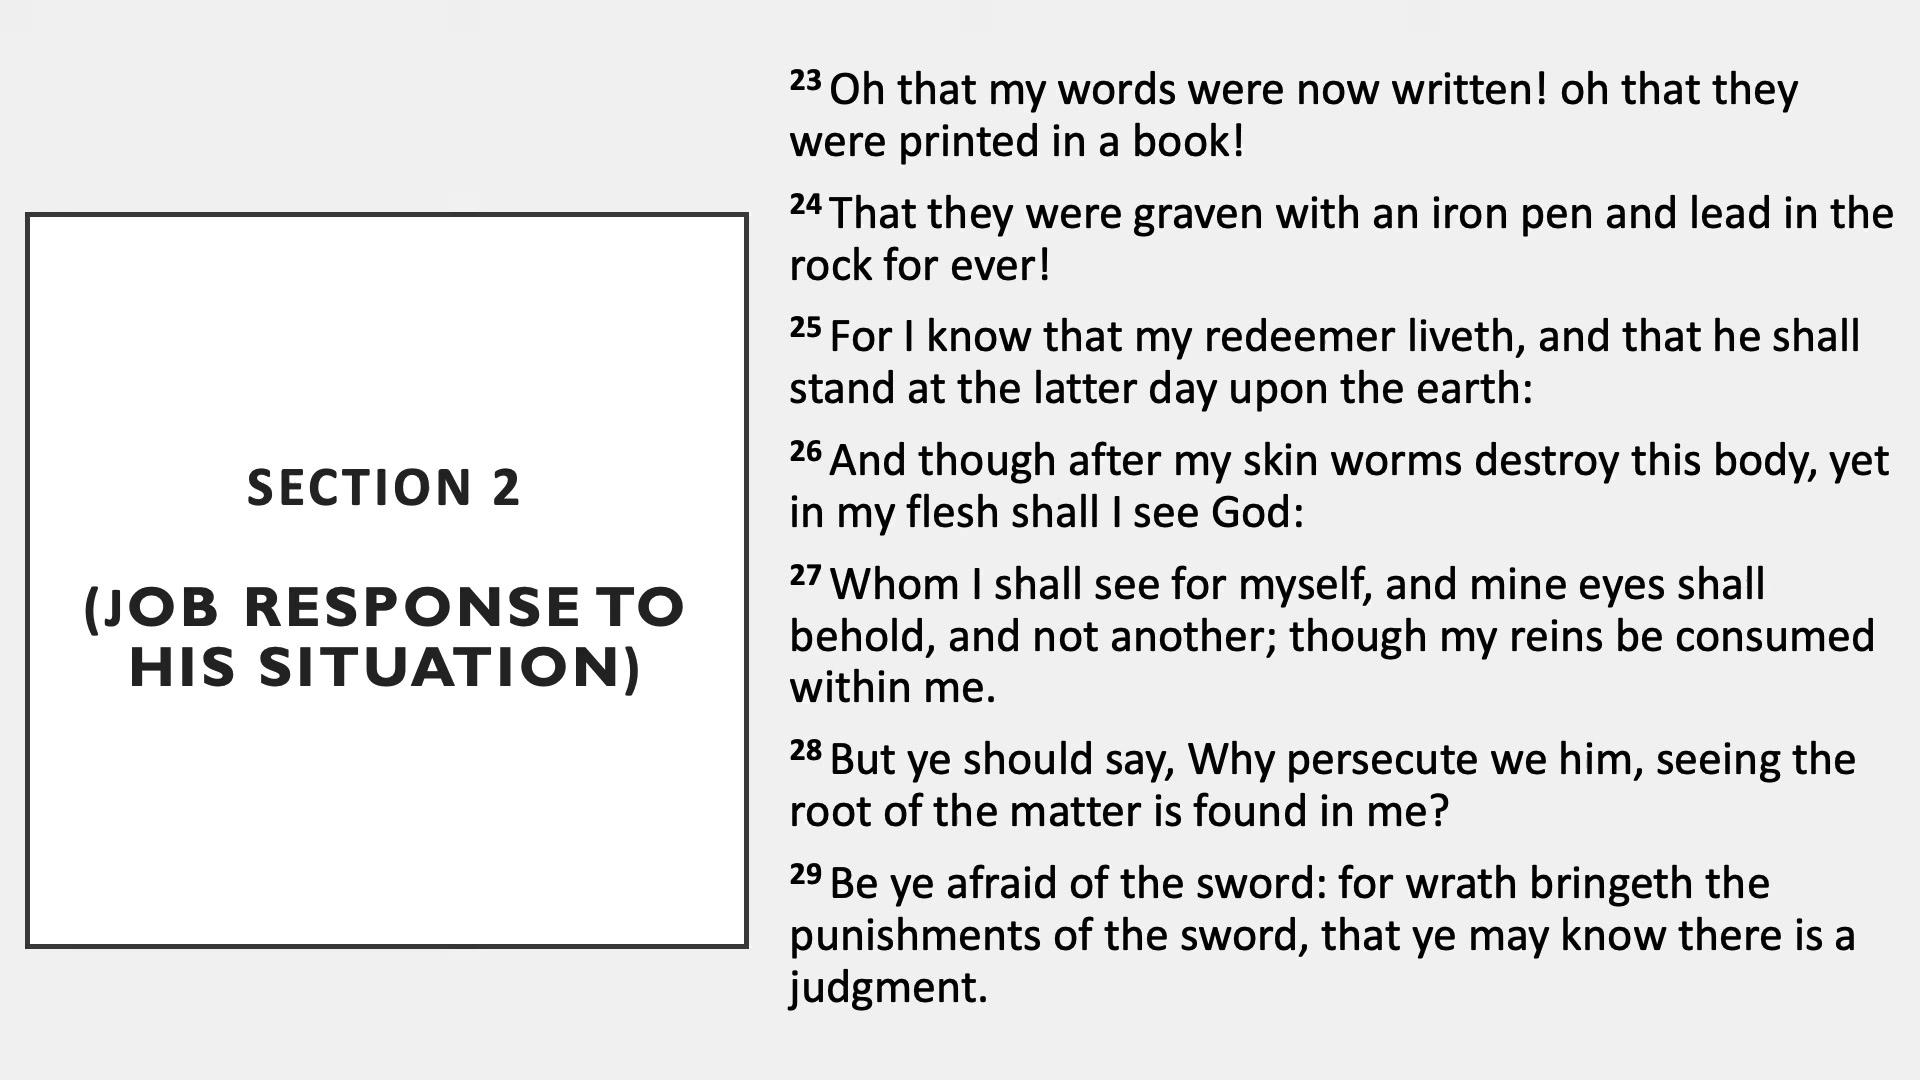 SECTION 2
(JOB RESPONSE TO
HIS SITUATION)
23 Oh that my words were now written! oh that they
were printed in a book!
24 That they were graven with an iron pen and lead in the
rock for ever!
25 For I know that my redeemer liveth, and that he shall
stand at the latter day upon the earth:
26 And though after my skin worms destroy this body, yet
in my flesh shall I see God:
27 Whom I shall see for myself, and mine eyes shall
behold, and not another; though my reins be consumed
within me.
28 But ye should say, Why persecute we him, seeing the
root of the matter is found in me?
29 Be ye afraid of the sword: for wrath bringeth the
punishments of the sword, that ye may know there is a
judgment.